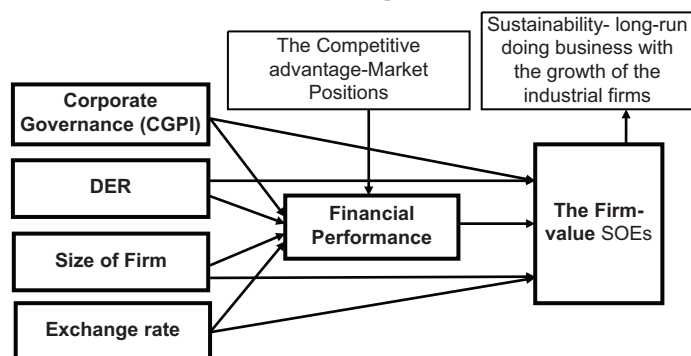 The Competitive
advantage-Market
Positions
Sustainability- long-run
doing business with
the growth of the
industrial firms
Corporate
Governance (CGPI)
DER
Financial
Performance
The Firm-
value SOEs
Size of Firm
Exchange rate